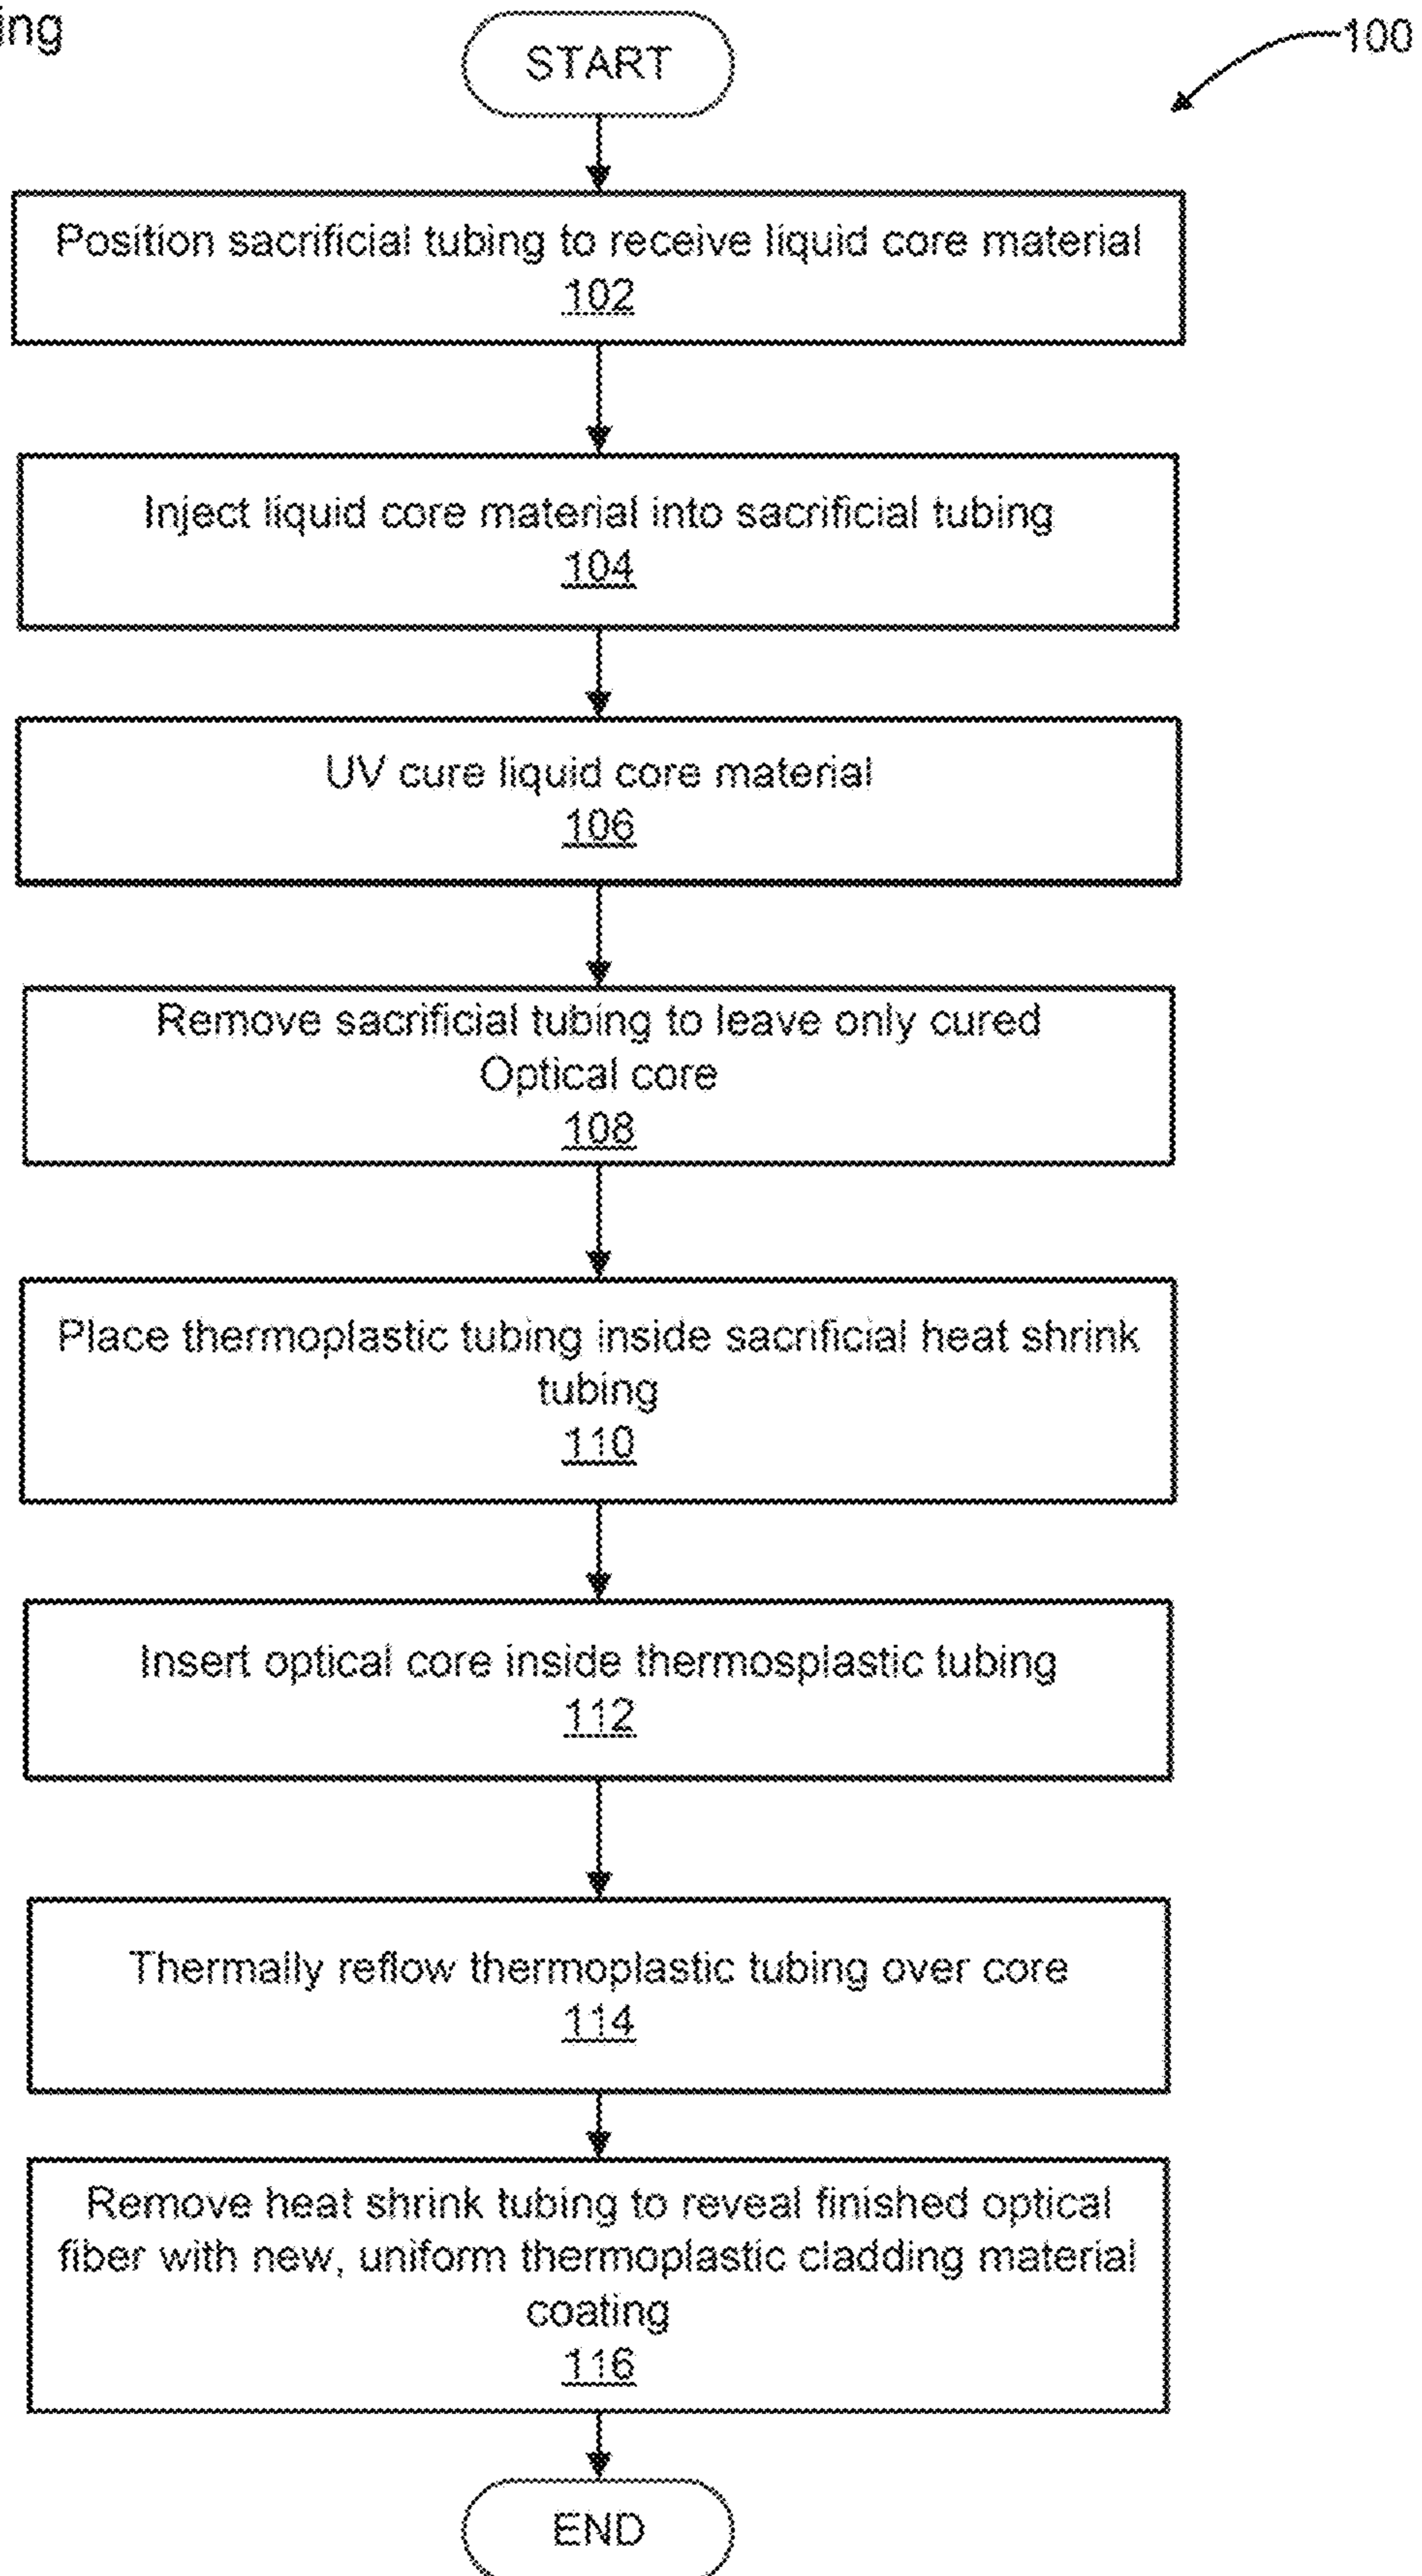 START
100
Position sacrificial tubing to receive liquid core material
102
Inject liquid core material into sacrificial tubing
104
UV cure liquid core material
106
Remove sacrificial tubing to leave only cured
Optical core
108
Place thermoplastic tubing inside sacrificial heat shrink
tubing
110
Insert optical core inside thermosplastic tubing
112
Thermally reflow thermoplastic tubing over core
114
Remove heat shrink tubing to reveal finished optical
fiber with new, uniform thermoplastic cladding material
coating
116
END